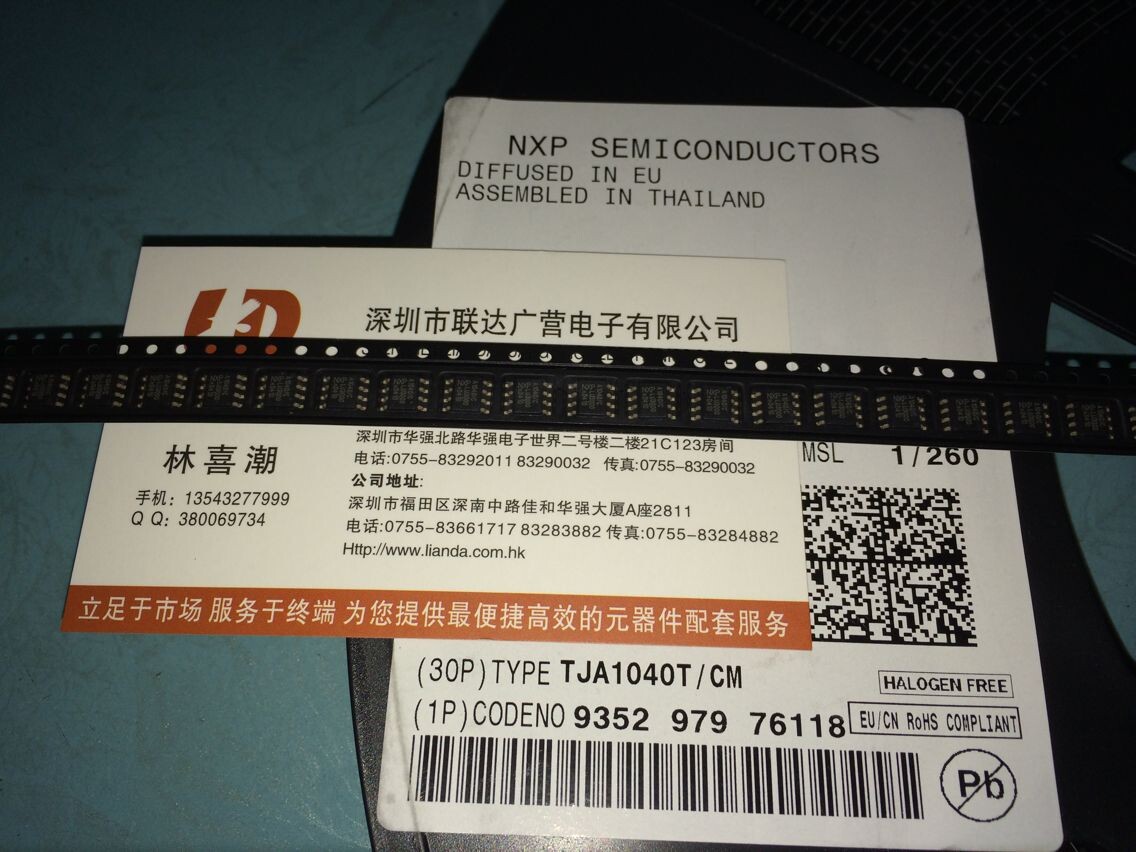 NXP SEMICONDUCTORS
DIFFUSED IN EU
ASSEMBLED IN THAILAND
深圳市联达广营电子有限公司
林喜潮
手机：13543277999
Q Q：380069734
深圳市华强北路华强电子世界二号楼二楼21C123房间
电话:0755-83292011 83290032 传真:0755-83290032
公司地址:
深圳市福田区深南中路佳和华强大厦A座2811
电话:0755-83661717 83283882 传真:0755-83284882
Http://www.lianda.com.hk
立足于市场 服务于终端 为您提供最便捷高效的元器件配套服务
MSL 1/260
(30P)TYPE TJA1040T/CM
HALOGEN FREE
(1P)CODENO 9352 979 76118
EU/CN RoHS COMPLIANT
Pb